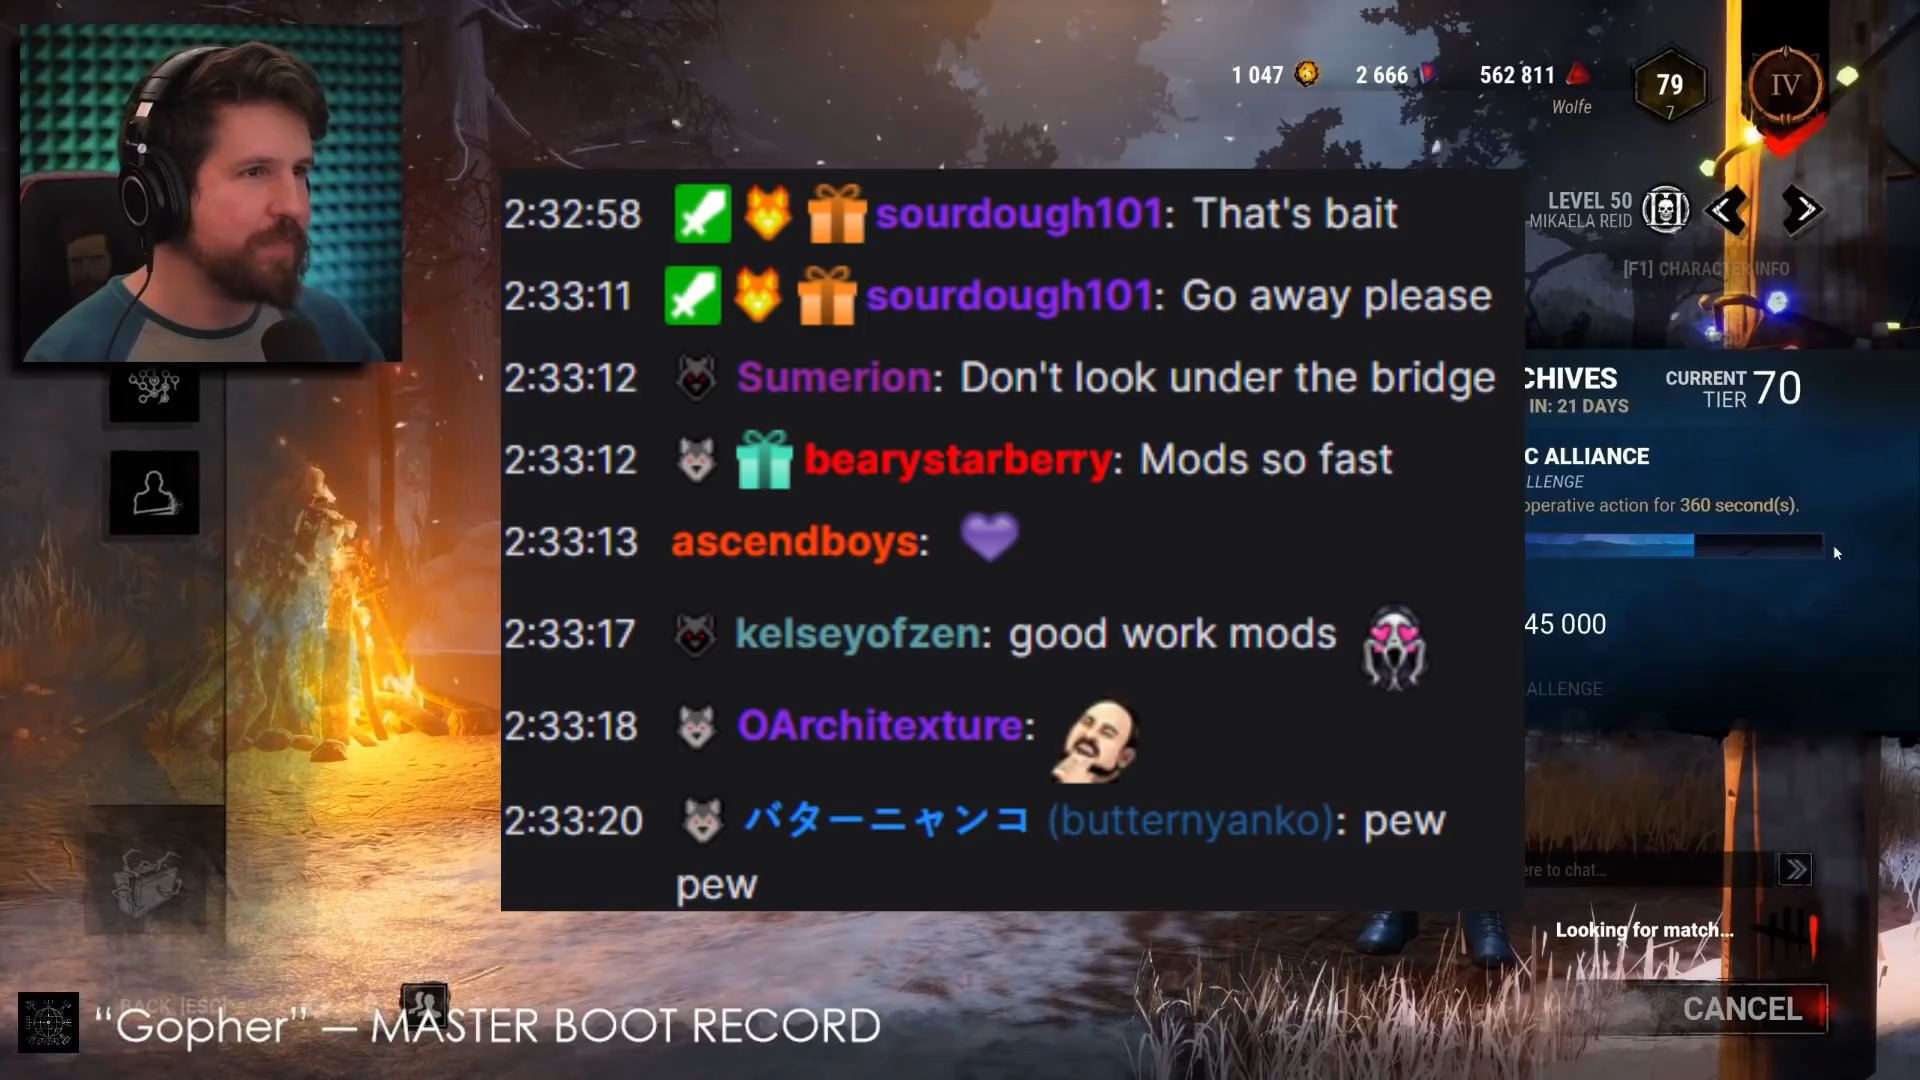 1 047
2 666
562 811
Wolfe
79
7
IV
LEVEL 50
MIKAELA REID
[F1] CHARACTER INFO
2:32:58 sourdough101: That's bait
2:33:11 sourdough101: Go away please
2:33:12 Sumerion: Don't look under the bridge
2:33:12 bearystarberry: Mods so fast
2:33:13 ascendboys:
2:33:17 kelseyofzen: good work mods
2:33:18 OArchitexture:
2:33:20 バターニャンコ (butternyanko): pew
pew
CHIVES
IN: 21 DAYS
CURRENT
TIER 70
C ALLIANCE
LLENGE
operative action for 360 second(s).
45 000
ALLENGE
ere to chat...
Looking for match...
CANCEL
BACK [ESC]
“Gopher” — MASTER BOOT RECORD